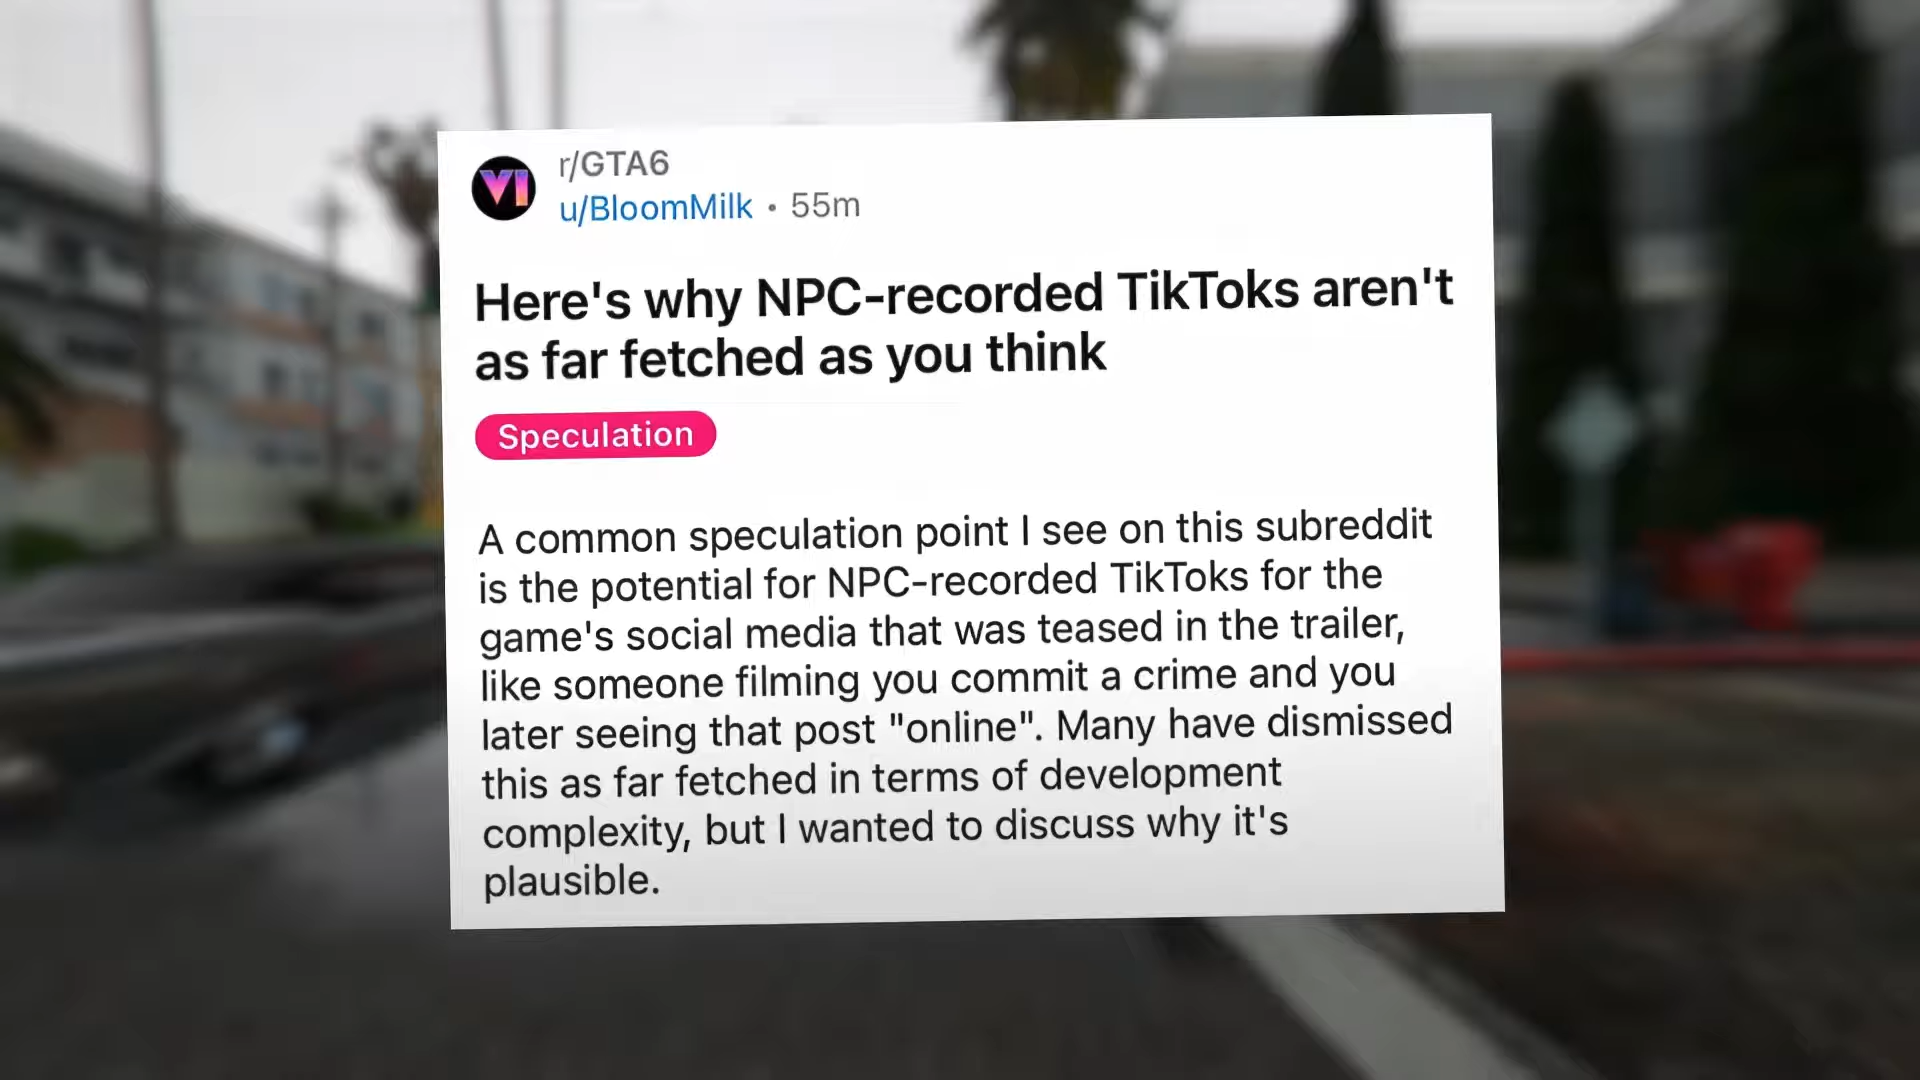 VI
r/GTA6
u/BloomMilk • 55m
Here's why NPC-recorded TikToks aren't
as far fetched as you think
Speculation
A common speculation point I see on this subreddit
is the potential for NPC-recorded TikToks for the
game's social media that was teased in the trailer,
like someone filming you commit a crime and you
later seeing that post "online". Many have dismissed
this as far fetched in terms of development
complexity, but I wanted to discuss why it's
plausible.